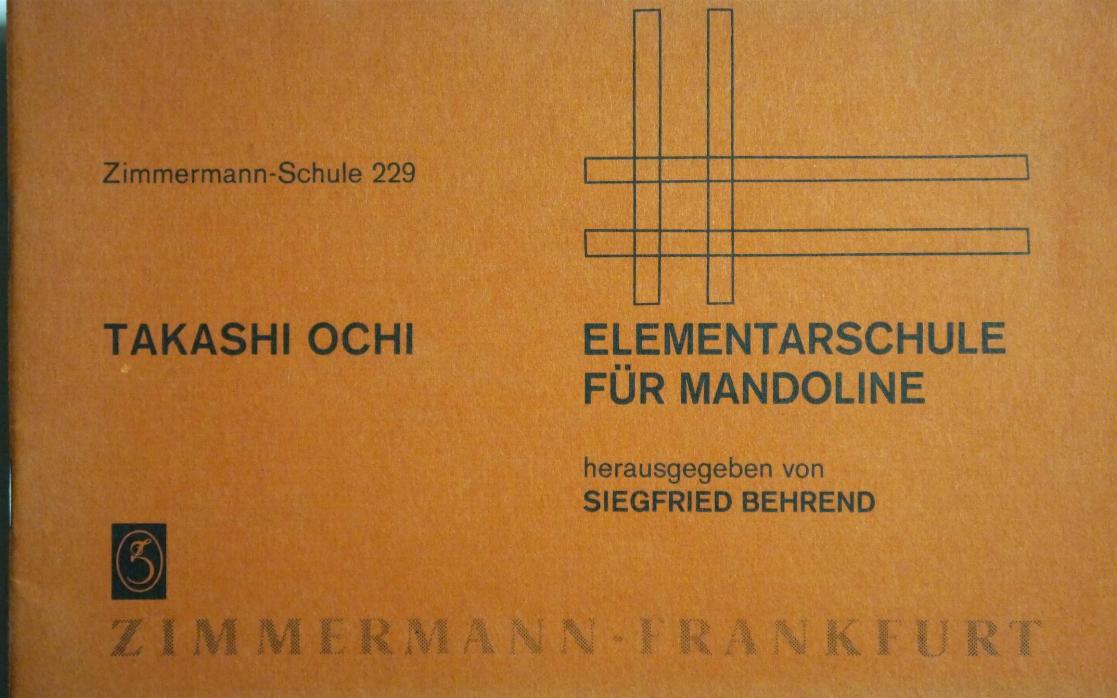 Zimmermann-Schule 229
TAKASHI OCHI
ELEMENTARSCHULE
FÜR MANDOLINE
herausgegeben von
SIEGFRIED BEHREND
Z
ZIMMERMANN-FRANKFURT